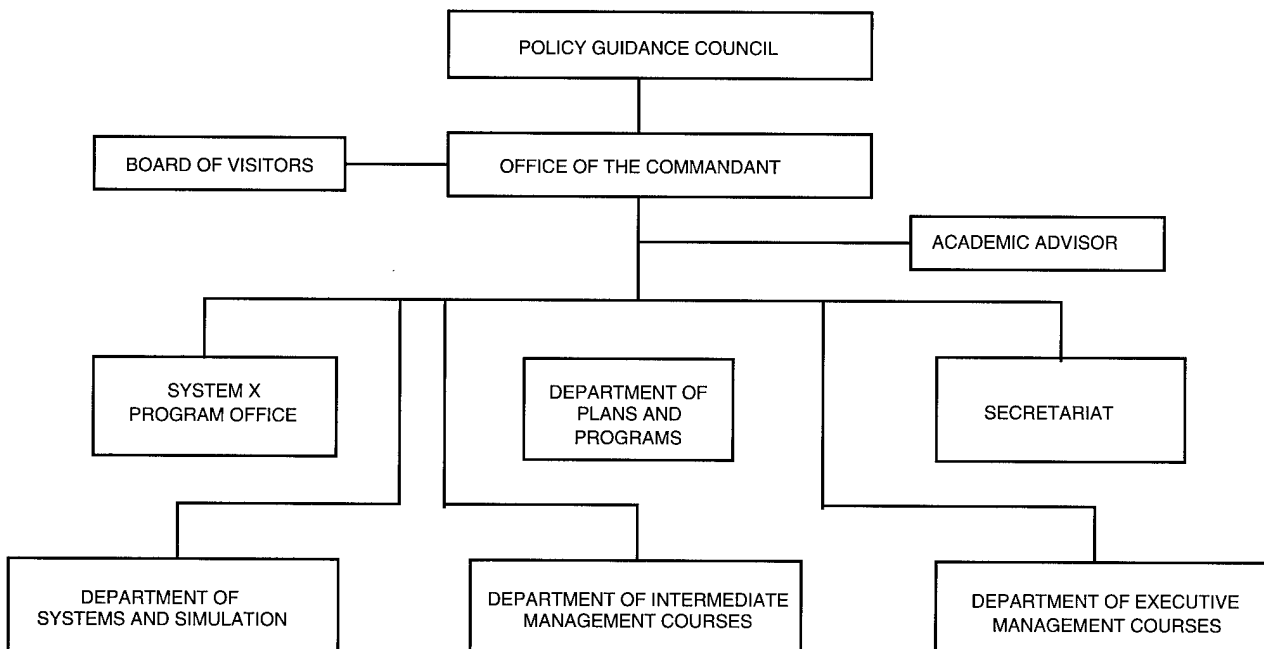 POLICY GUIDANCE COUNCIL
BOARD OF VISITORS
OFFICE OF THE COMMANDANT
ACADEMIC ADVISOR
SYSTEM X
PROGRAM OFFICE
DEPARTMENT OF
PLANS AND
PROGRAMS
SECRETARIAT
DEPARTMENT OF
SYSTEMS AND SIMULATION
DEPARTMENT OF INTERMEDIATE
MANAGEMENT COURSES
DEPARTMENT OF EXECUTIVE
MANAGEMENT COURSES